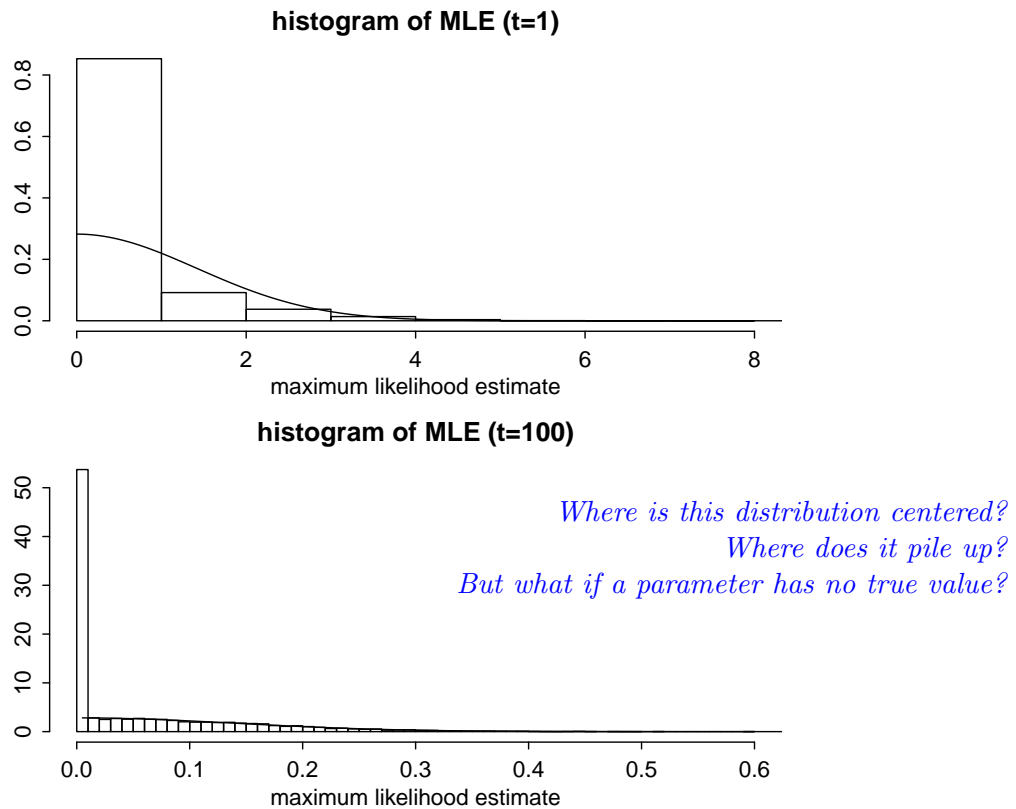 histogram of MLE (t=1)
0.0 0.2 0.4 0.6 0.8
0 2 4 6 8
maximum likelihood estimate
histogram of MLE (t=100)
0 10 20 30 40 50
Where is this distribution centered?
Where does it pile up?
But what if a parameter has no true value?
0.0 0.1 0.2 0.3 0.4 0.5 0.6
maximum likelihood estimate